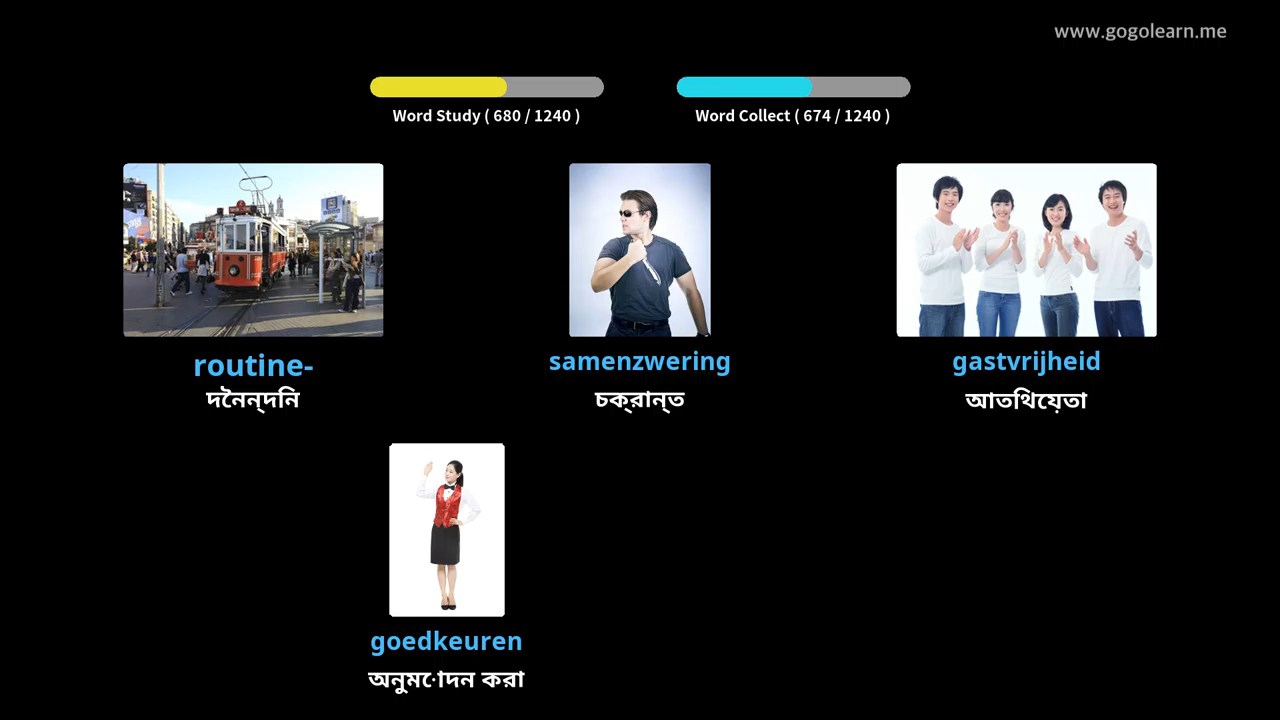 www.gogolearn.me
Word Study ( 680 / 1240 )
Word Collect ( 674 / 1240 )
routine-
দৈনন্দিন
samenzwering
চক্রান্ত
gastvrijheid
আতিথেয়তা
goedkeuren
অনুমোদন করা